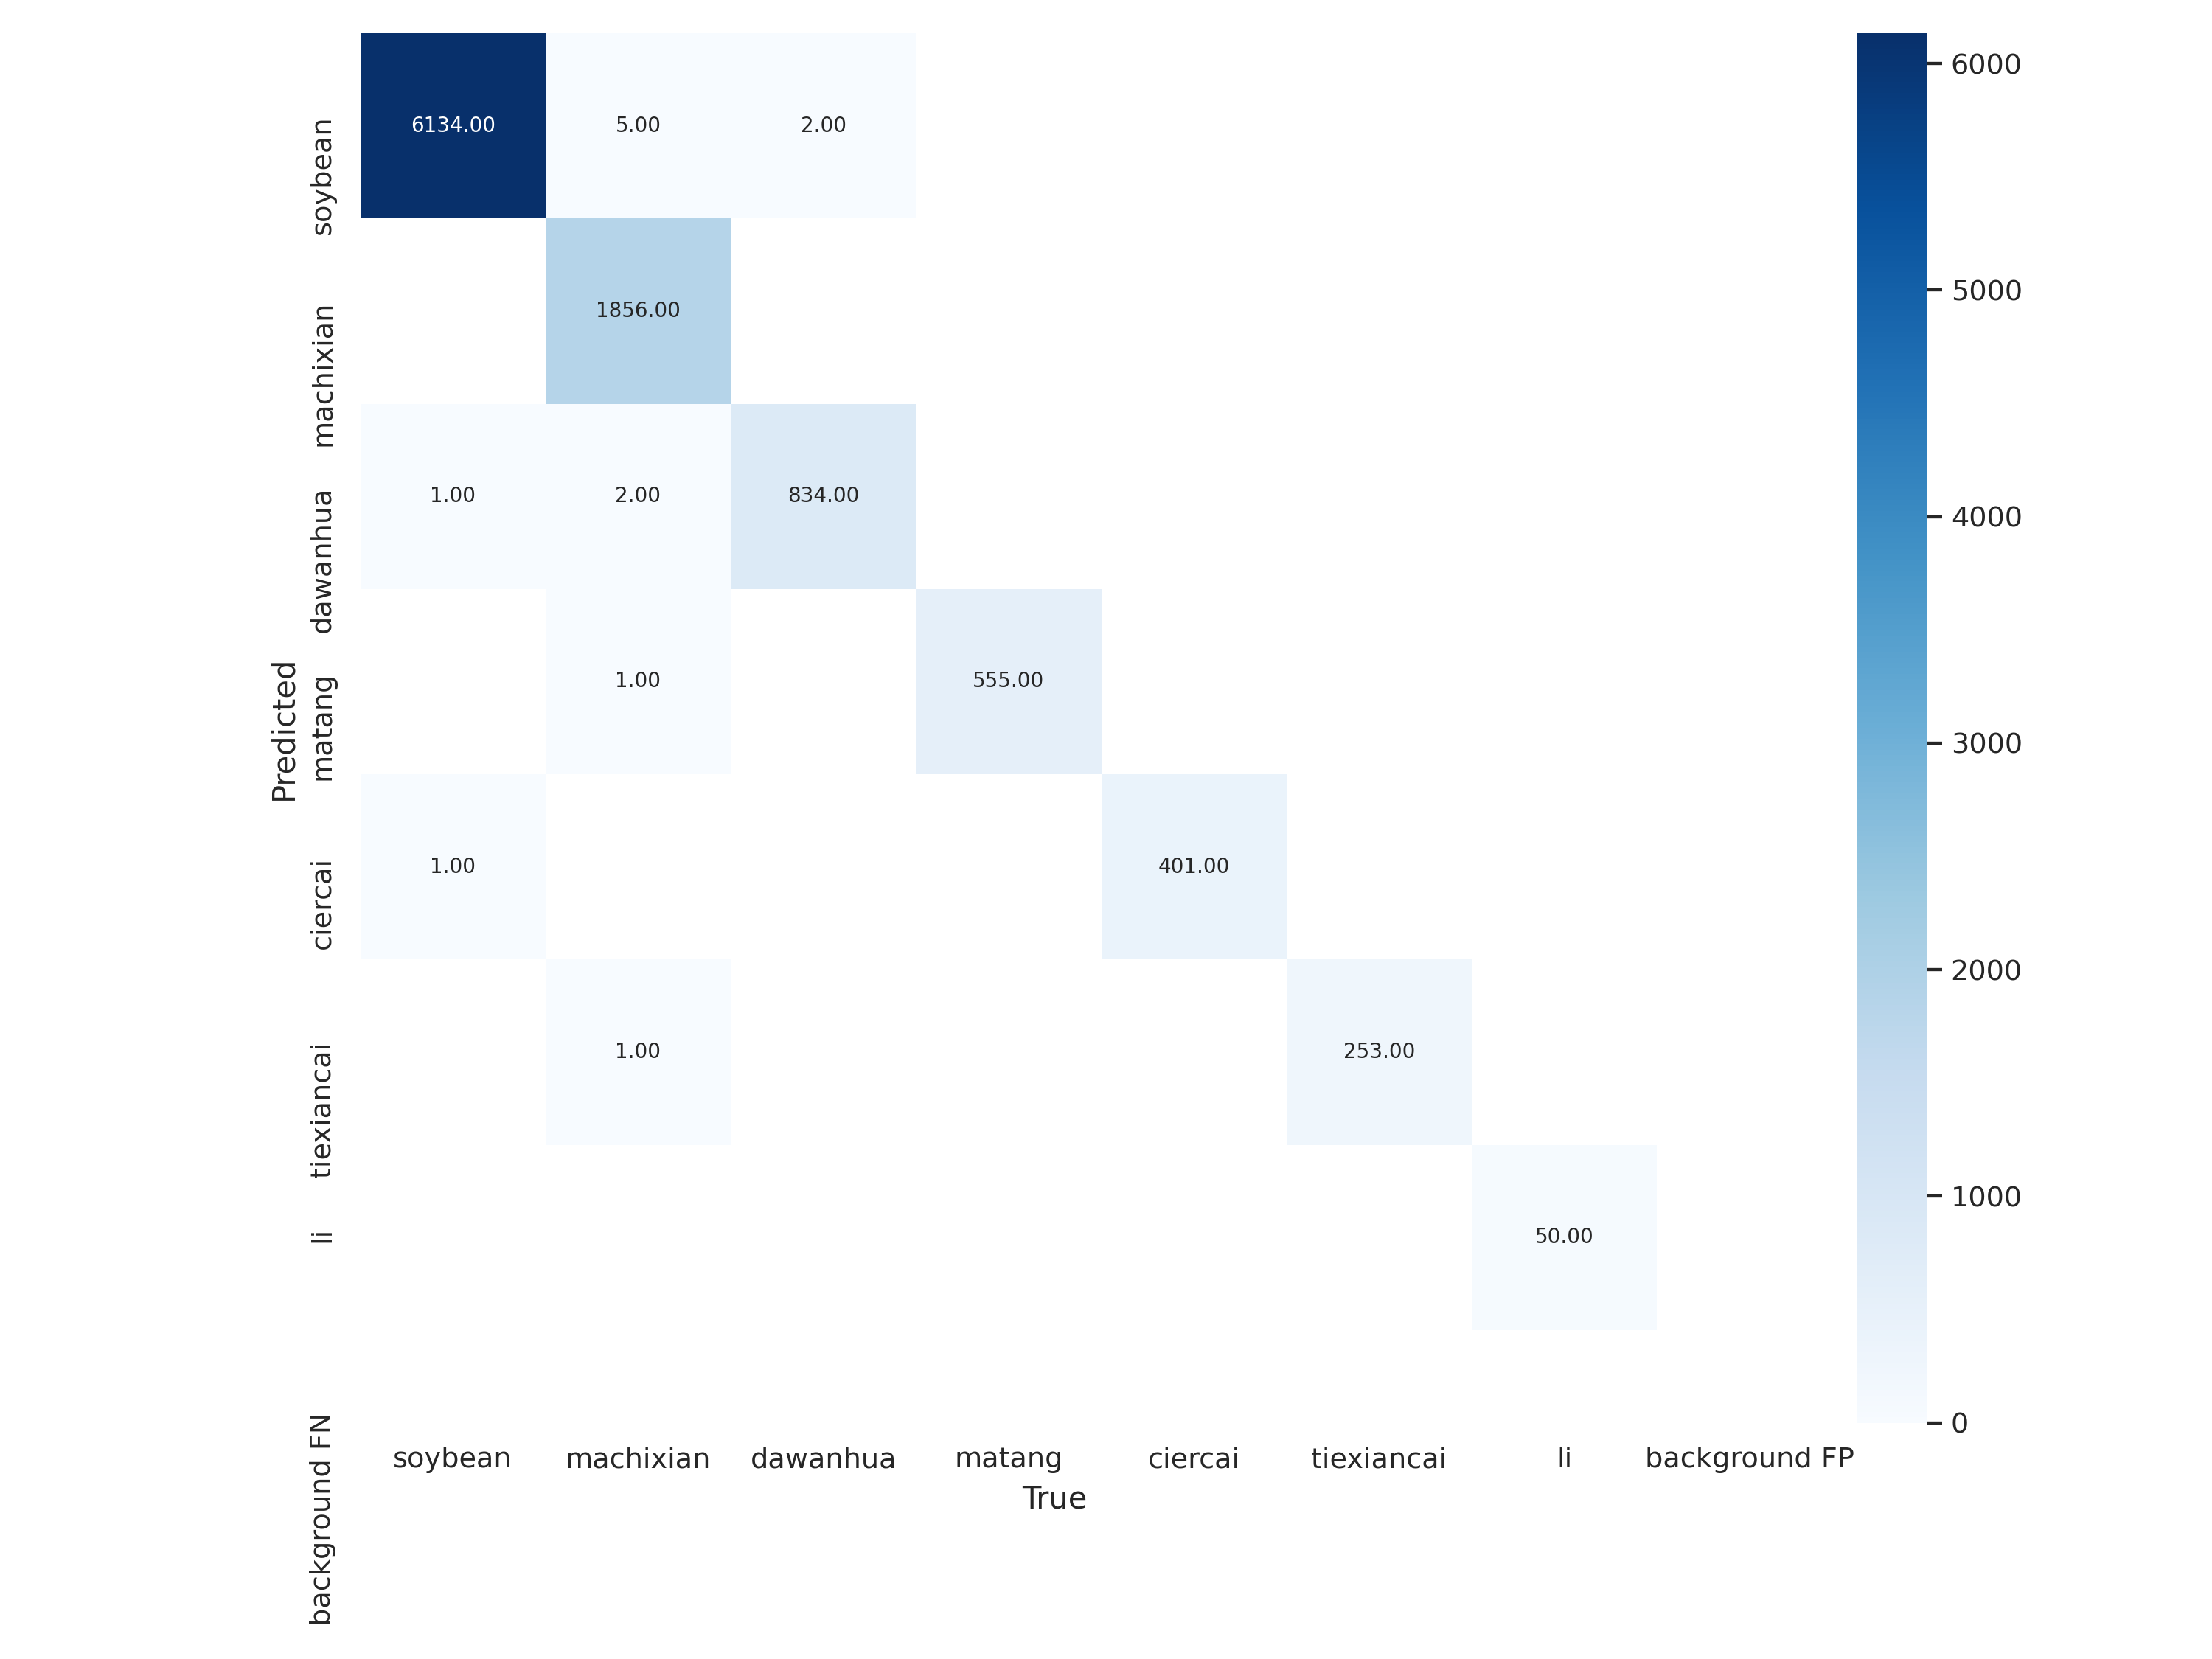 6134.00 5.00 2.00
1856.00
1.00 2.00 834.00
1.00 555.00
1.00 401.00
1.00 253.00
50.00
Predicted
soybean
machixian
dawanhua
matang
ciercai
tiexiancai
li
background FN
soybean machixian dawanhua matang ciercai tiexiancai li background FP
True
6000
5000
4000
3000
2000
1000
0